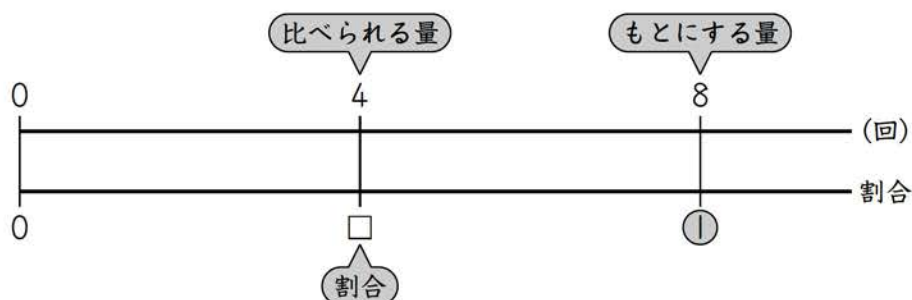 比べられる量 もとにする量
0 4 8
(回)
割合
0 □ 1
割合